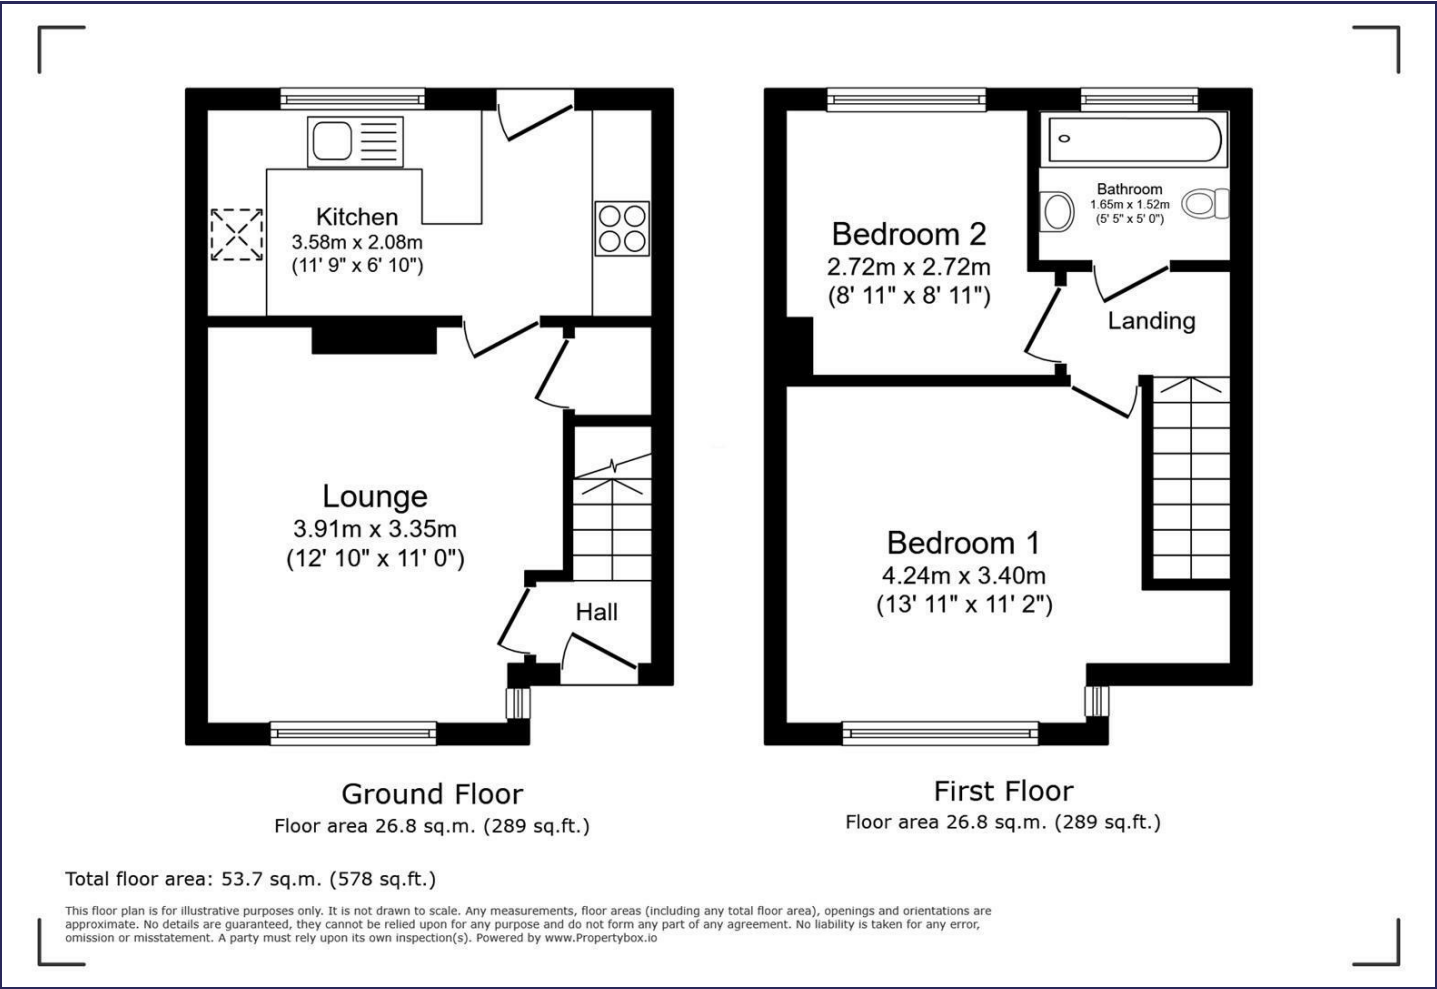 Kitchen
3.58m x 2.08m
(11' 9" x 6' 10")
Lounge
3.91m x 3.35m
(12' 10" x 11' 0")
Hall
Bedroom 2
2.72m x 2.72m
(8' 11" x 8' 11")
Bathroom
1.65m x 1.52m
(5' 5" x 5' 0")
Landing
Bedroom 1
4.24m x 3.40m
(13' 11" x 11' 2")
Ground Floor
Floor area 26.8 sq.m. (289 sq.ft.)
First Floor
Floor area 26.8 sq.m. (289 sq.ft.)
Total floor area: 53.7 sq.m. (578 sq.ft.)
This floor plan is for illustrative purposes only. It is not drawn to scale. Any measurements, floor areas (including any total floor area), openings and orientations are
approximate. No details are guaranteed, they cannot be relied upon for any purpose and do not form any part of any agreement. No liability is taken for any error,
omission or misstatement. A party must rely upon its own inspection(s). Powered by www.Propertybox.io